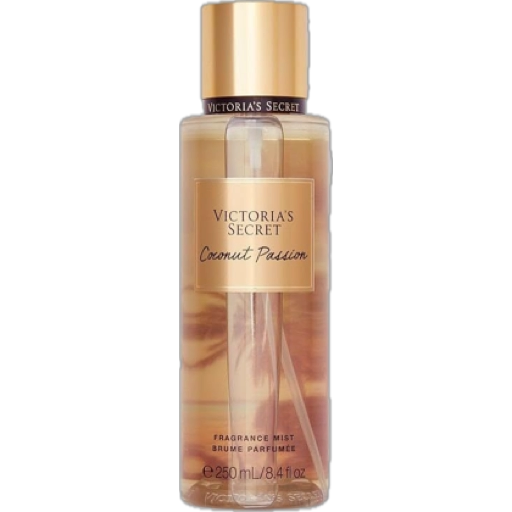 VICTORIA'S SECRET
VICTORIA'S
SECRET
Coconut Passion
FRAGRANCE MIST
BRUME PARFUMÉE
℮ 250 mL/8.4 fl oz